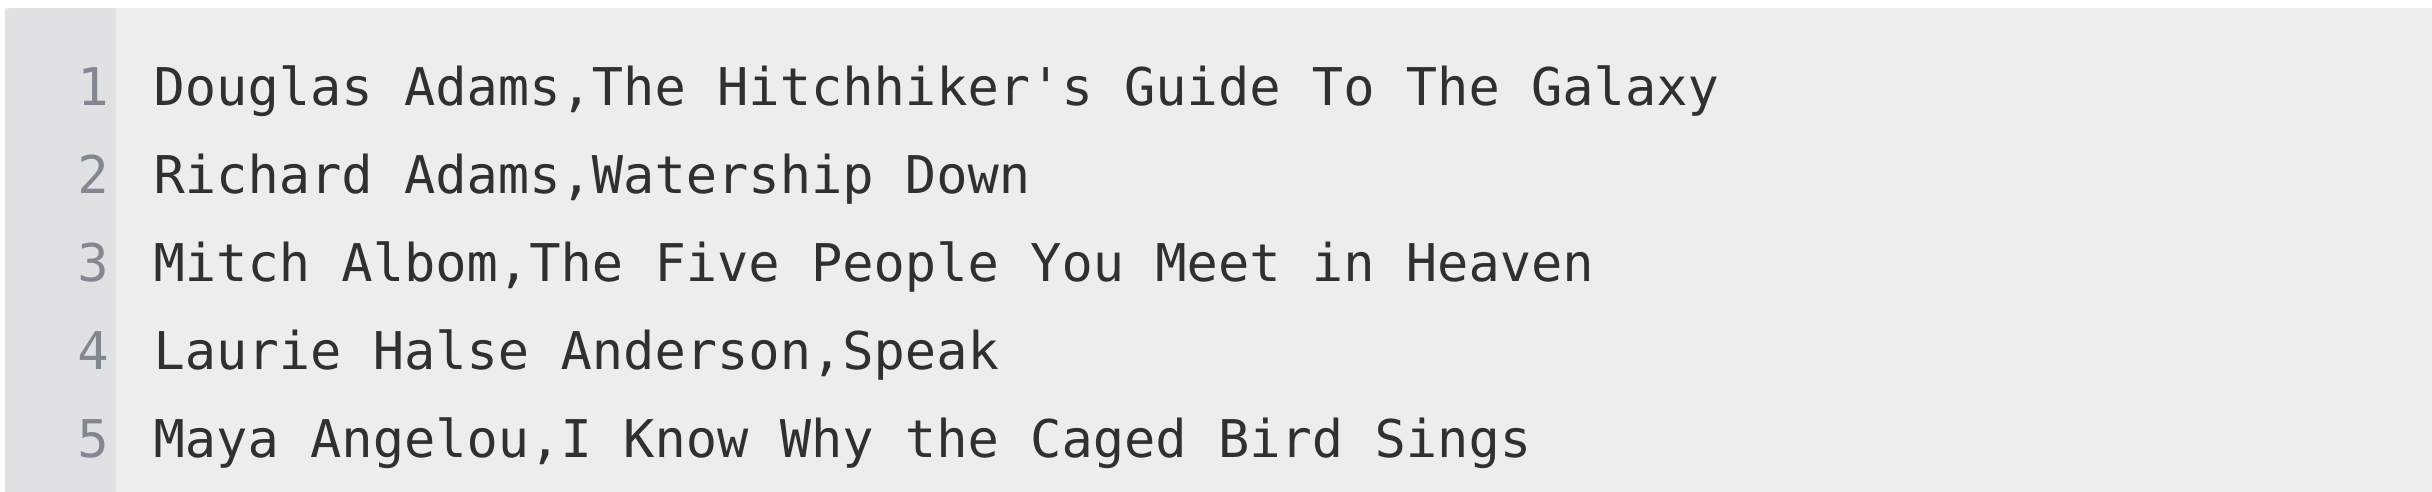 1 Douglas Adams,The Hitchhiker's Guide To The Galaxy
2 Richard Adams,Watership Down
3 Mitch Albom,The Five People You Meet in Heaven
4 Laurie Halse Anderson,Speak
5 Maya Angelou,I Know Why the Caged Bird Sings